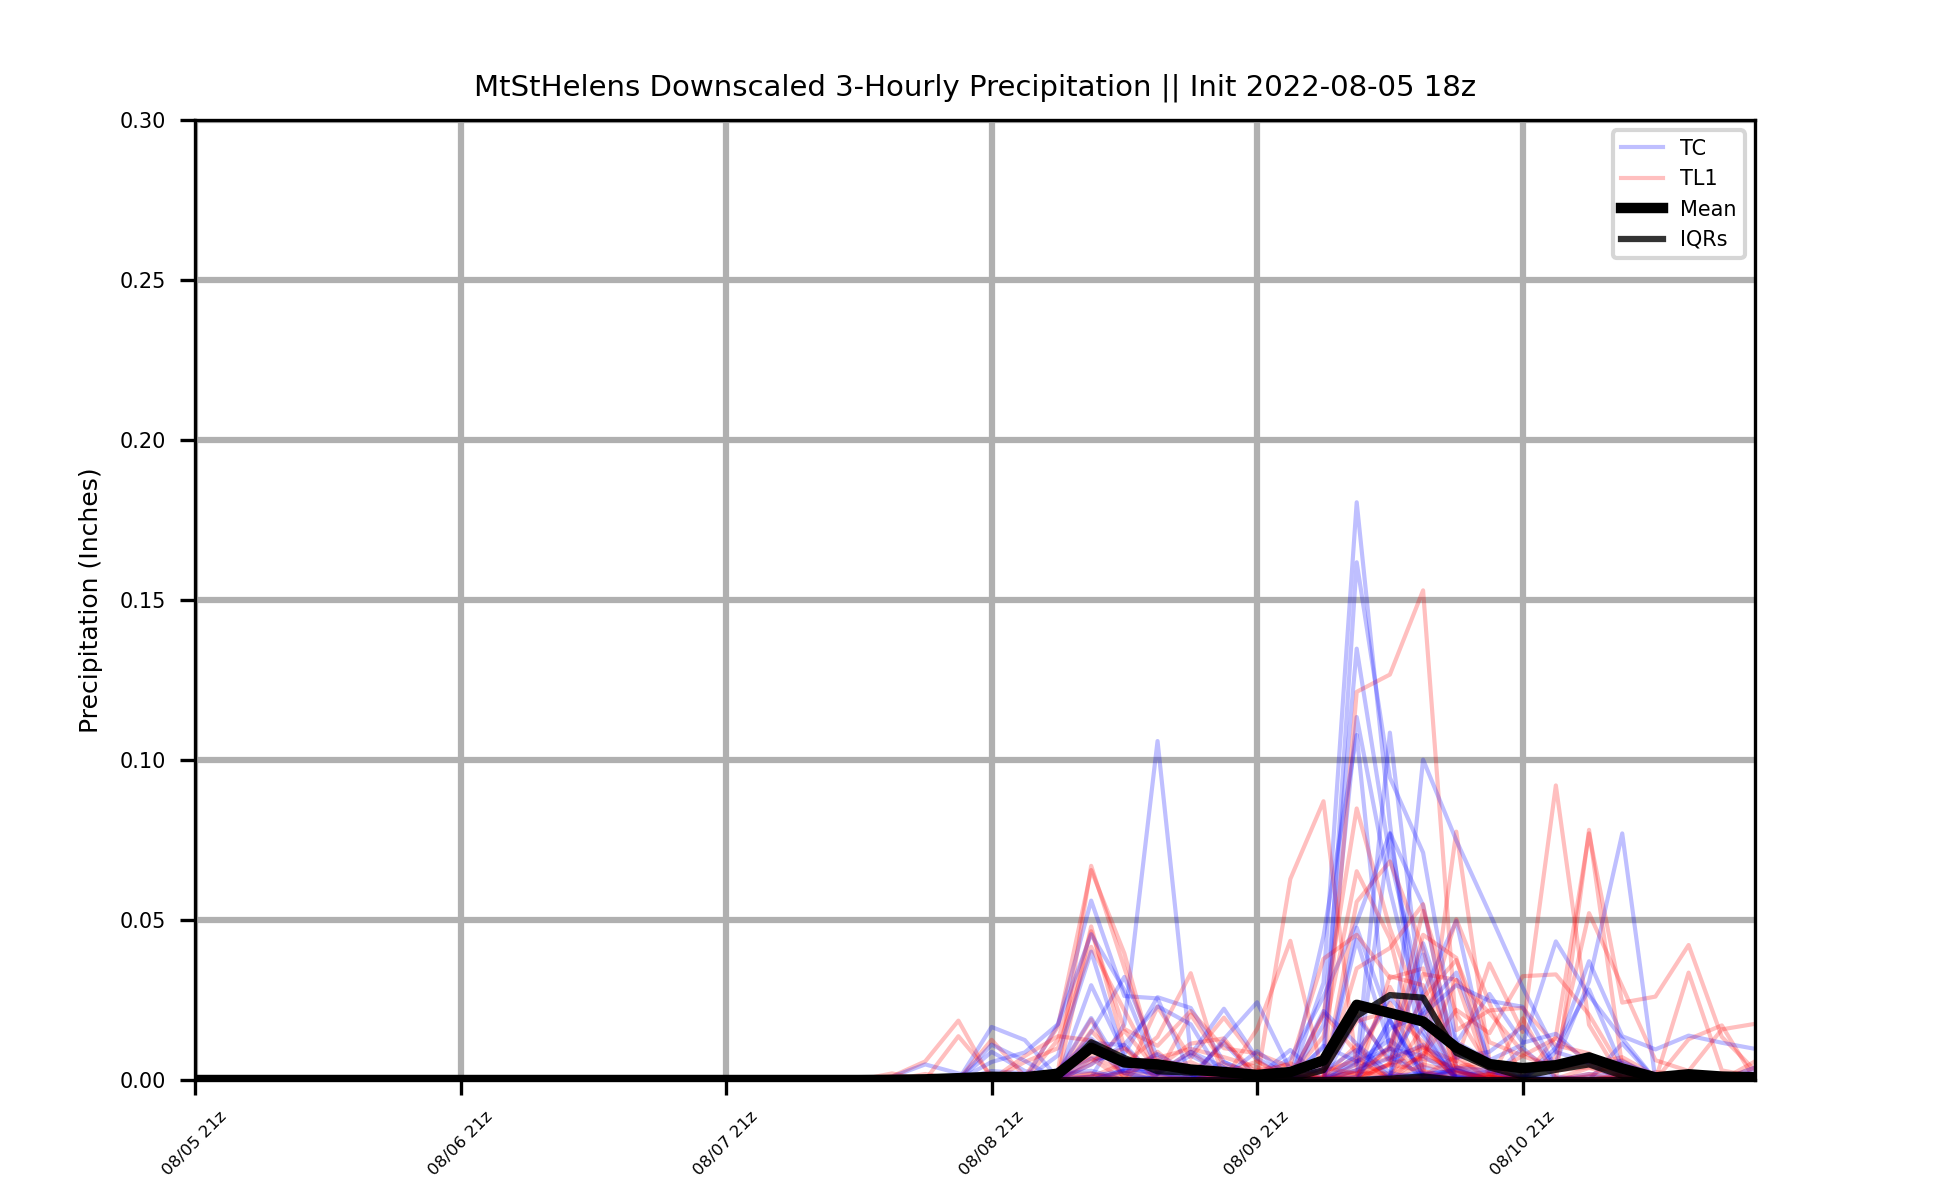 MtStHelens Downscaled 3-Hourly Precipitation || Init 2022-08-05 18z
Precipitation (Inches)
0.30
0.25
0.20
0.15
0.10
0.05
0.00
TC
TL1
Mean
IQRs
08/05 21z
08/06 21z
08/07 21z
08/08 21z
08/09 21z
08/10 21z